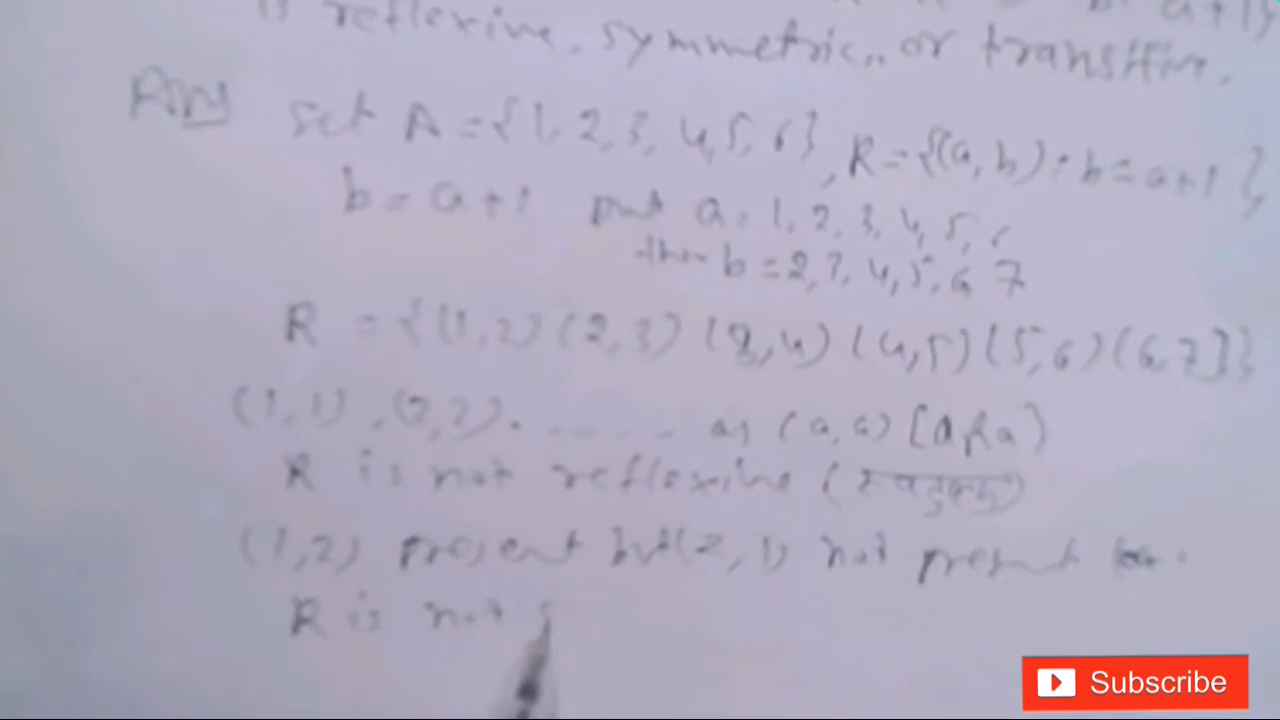 b = a+1}
is reflexive, symmetric, or transitive.
Ans set A = {1, 2, 3, 4, 5, 6}, R = {(a, b) : b = a+1},
b = a+1 put a = 1, 2, 3, 4, 5, 6
then b = 2, 3, 4, 5, 6, 7
R = {(1,2) (2,3) (3,4) (4,5) (5,6) (6,7)]}
(1,1), (2,2). ..... as (a,a) [a R a)
R is not reflexive (स्वतुल्य)
(1,2) present but (2,1) not present
R is not s
Subscribe